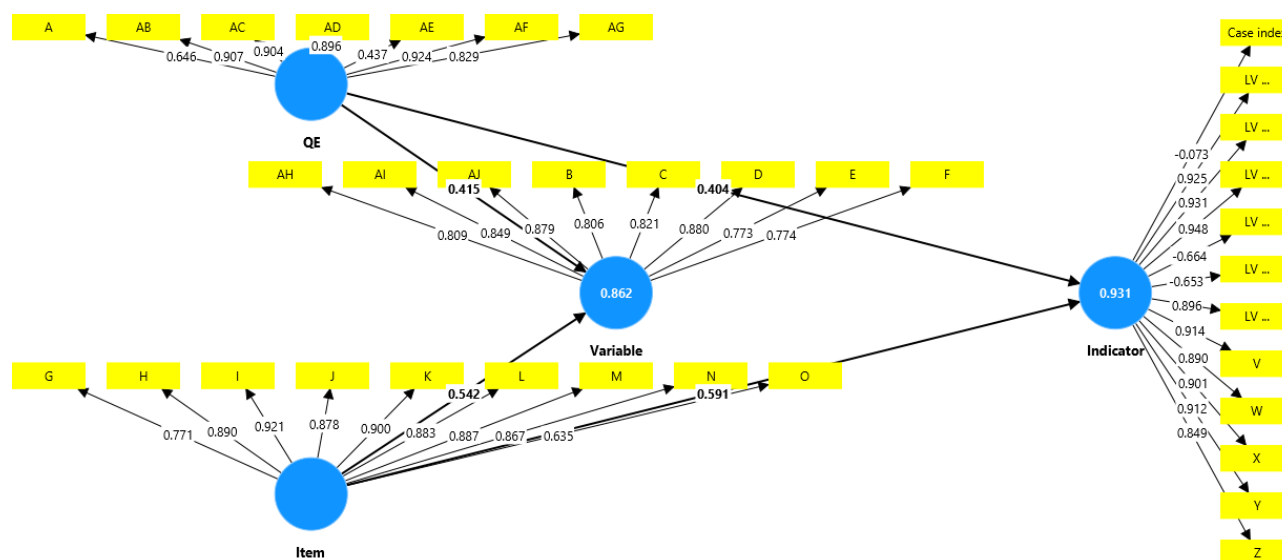 A AB AC AD AE AF AG
0.646 0.907 0.904 0.896 0.437 0.924 0.829
QE
AH AI AJ B C D E F
0.415 0.404
0.809 0.849 0.879 0.806 0.821 0.880 0.773 0.774
0.862
Variable
G H I J K L M N O
0.542 0.591
0.771 0.890 0.921 0.878 0.900 0.883 0.887 0.867 0.635
Item
Case index
LV ...
LV ...
LV ...
LV ...
LV ...
LV ...
V
W
X
Y
Z
-0.073
0.925
0.931
0.948
-0.664
-0.653
0.896
0.914
0.890
0.901
0.912
0.849
0.931
Indicator